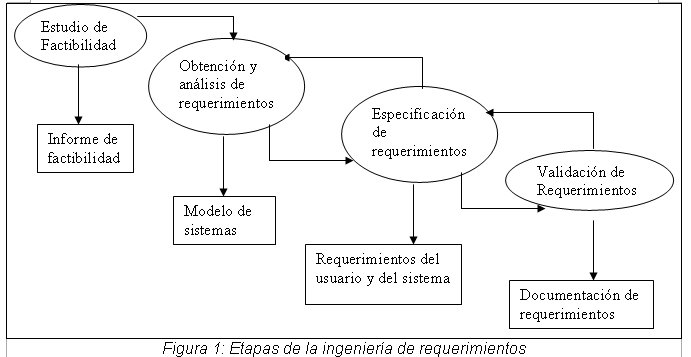 Estudio de
Factibilidad
Obtención y
análisis de
requerimientos
Especificación
de
requerimientos
Validación de
Requerimientos
Informe de
factibilidad
Modelo de
sistemas
Requerimientos del
usuario y del sistema
Documentación de
requerimientos
Figura 1: Etapas de la ingeniería de requerimientos